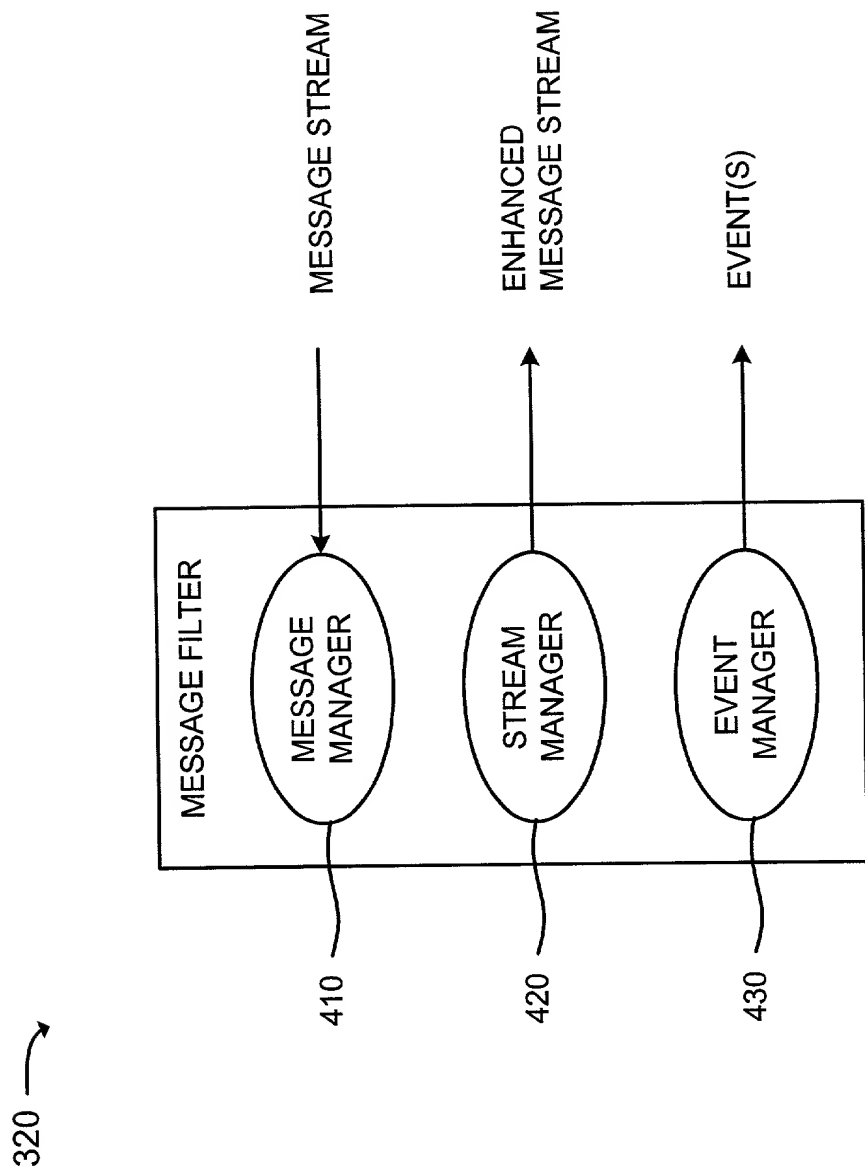 320
MESSAGE FILTER
410
MESSAGE
MANAGER
MESSAGE STREAM
420
STREAM
MANAGER
ENHANCED
MESSAGE STREAM
430
EVENT
MANAGER
EVENT(S)